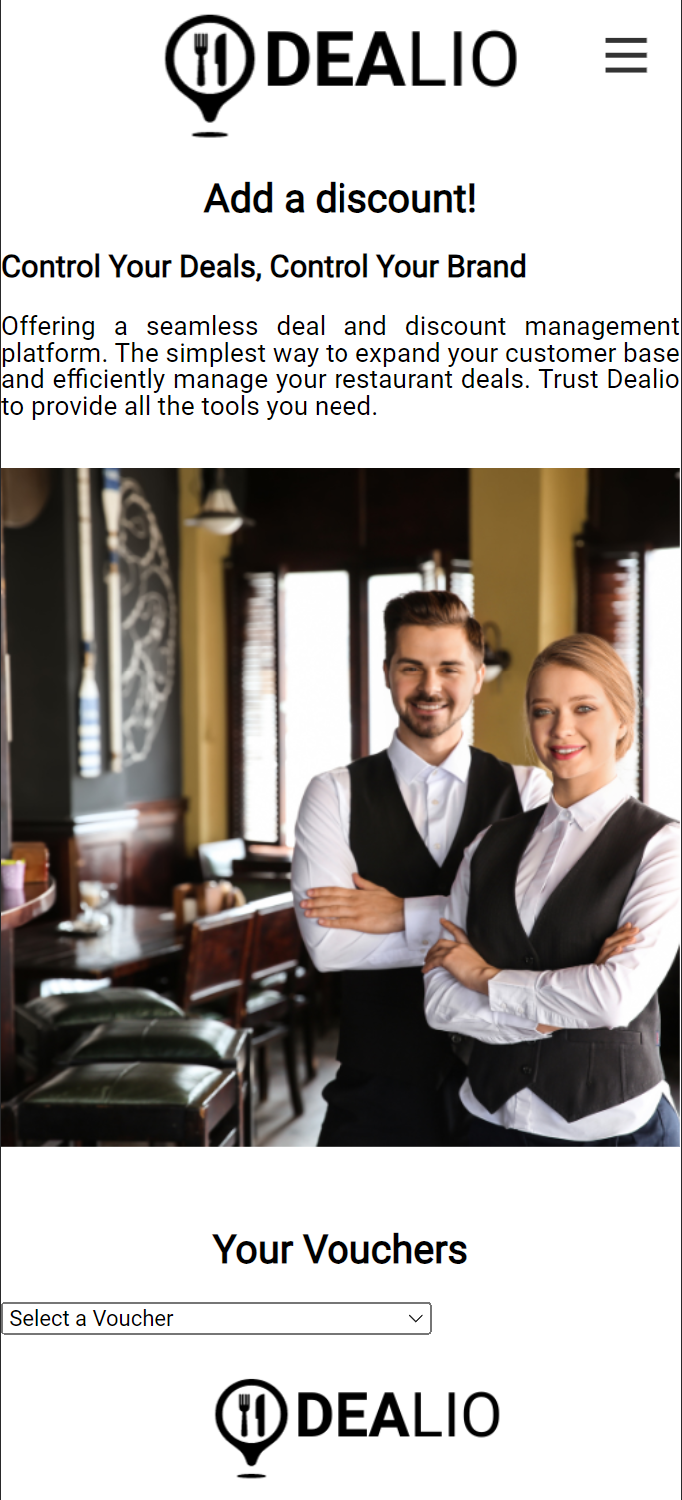 DEALIO
Add a discount!
Control Your Deals, Control Your Brand
Offering a seamless deal and discount management
platform. The simplest way to expand your customer base
and efficiently manage your restaurant deals. Trust Dealio
to provide all the tools you need.
Your Vouchers
Select a Voucher
DEALIO